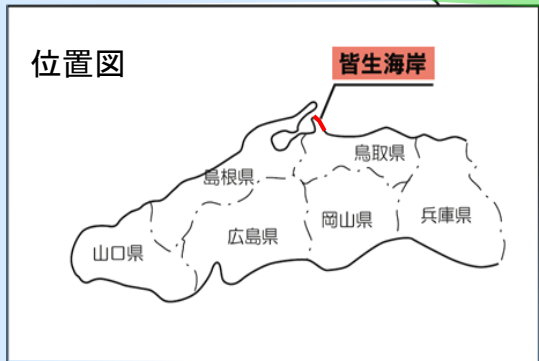 位置図
皆生海岸
鳥取県
島根県
岡山県
兵庫県
広島県
山口県